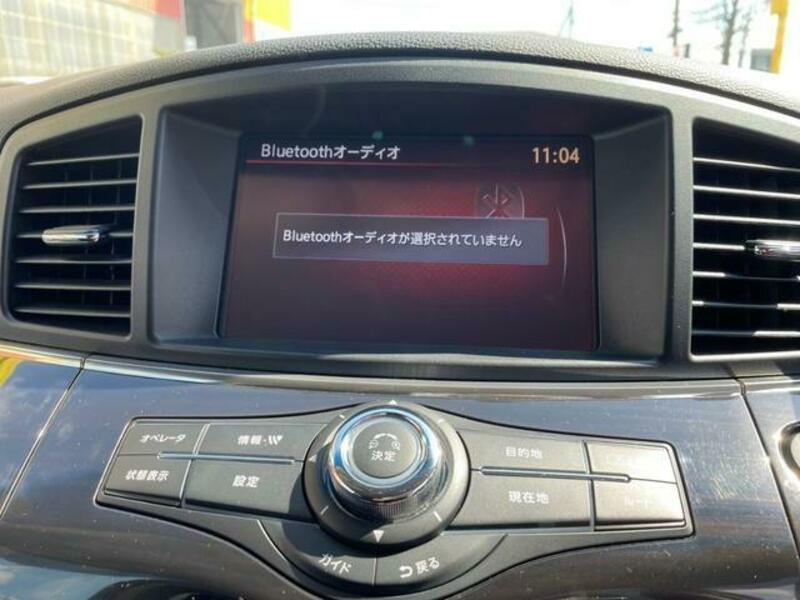 Bluetoothオーディオ 11:04
Bluetoothオーディオが選択されていません
オペレータ 情報・
状態表示 設定
決定
目的地
現在地 ルート
ガイド 戻る